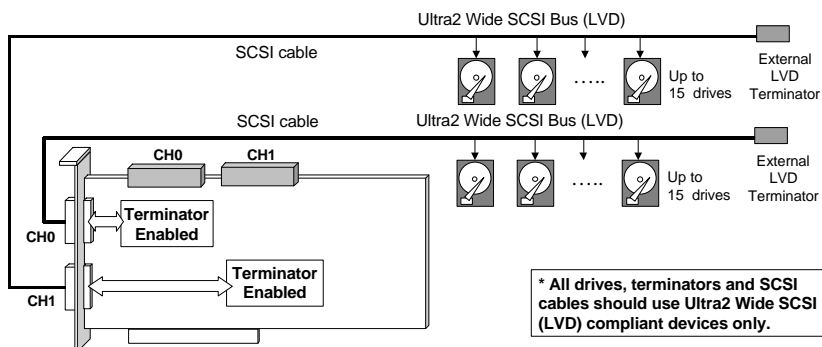 Ultra2 Wide SCSI Bus (LVD)
SCSI cable
.....
Up to
15 drives
External
LVD
Terminator
SCSI cable
Ultra2 Wide SCSI Bus (LVD)
CH0
CH1
.....
Up to
15 drives
External
LVD
Terminator
Terminator
Enabled
CH0
Terminator
Enabled
CH1
* All drives, terminators and SCSI
cables should use Ultra2 Wide SCSI
(LVD) compliant devices only.